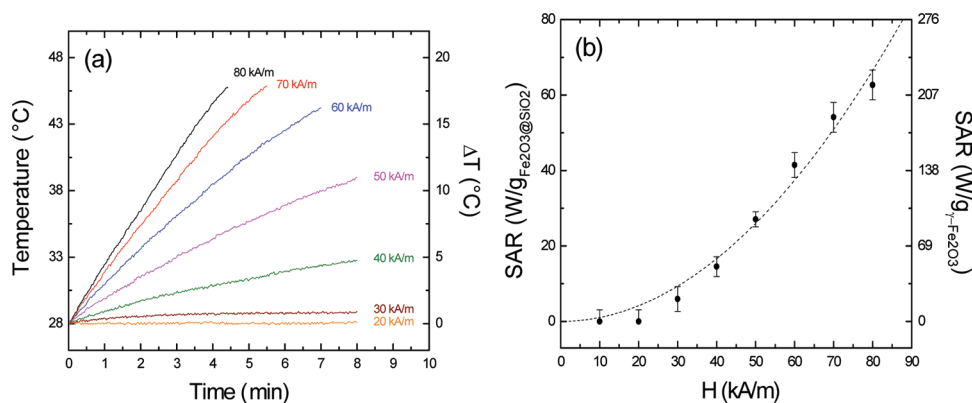 (a)
Temperature (°C)
48
43
38
33
28
20
15
10
5
0
ΔT (°C)
80 kA/m
70 kA/m
60 kA/m
50 kA/m
40 kA/m
30 kA/m
20 kA/m
0 1 2 3 4 5 6 7 8 9 10
Time (min)
(b)
SAR (W/gFe2O3@SiO2)
80
60
40
20
0
276
207
138
69
0
SAR (W/gγ-Fe2O3)
0 10 20 30 40 50 60 70 80 90
H (kA/m)